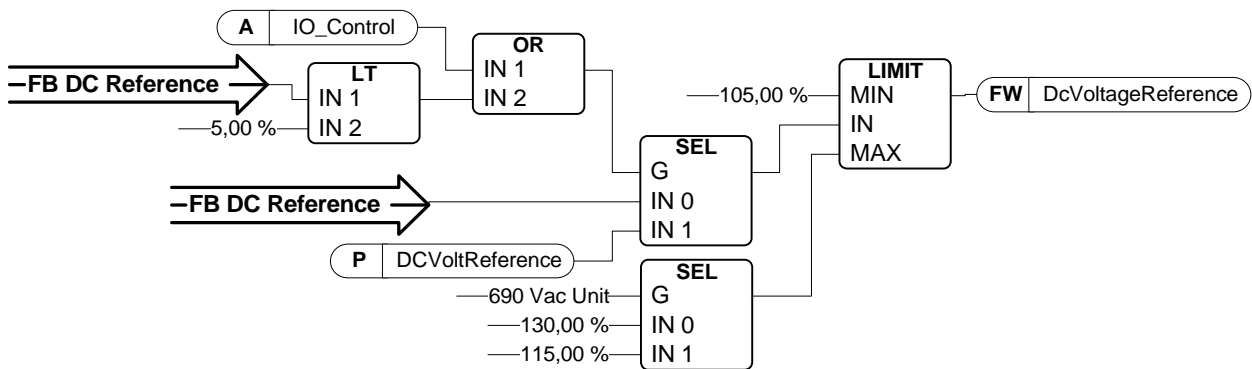 A IO_Control
OR
IN 1
IN 2
FB DC Reference
LT
IN 1
IN 2
5,00 %
LIMIT
MIN
IN
MAX
105,00 %
FW DcVoltageReference
SEL
G
IN 0
IN 1
FB DC Reference
P DCVoltReference
SEL
G
IN 0
IN 1
690 Vac Unit
130,00 %
115,00 %